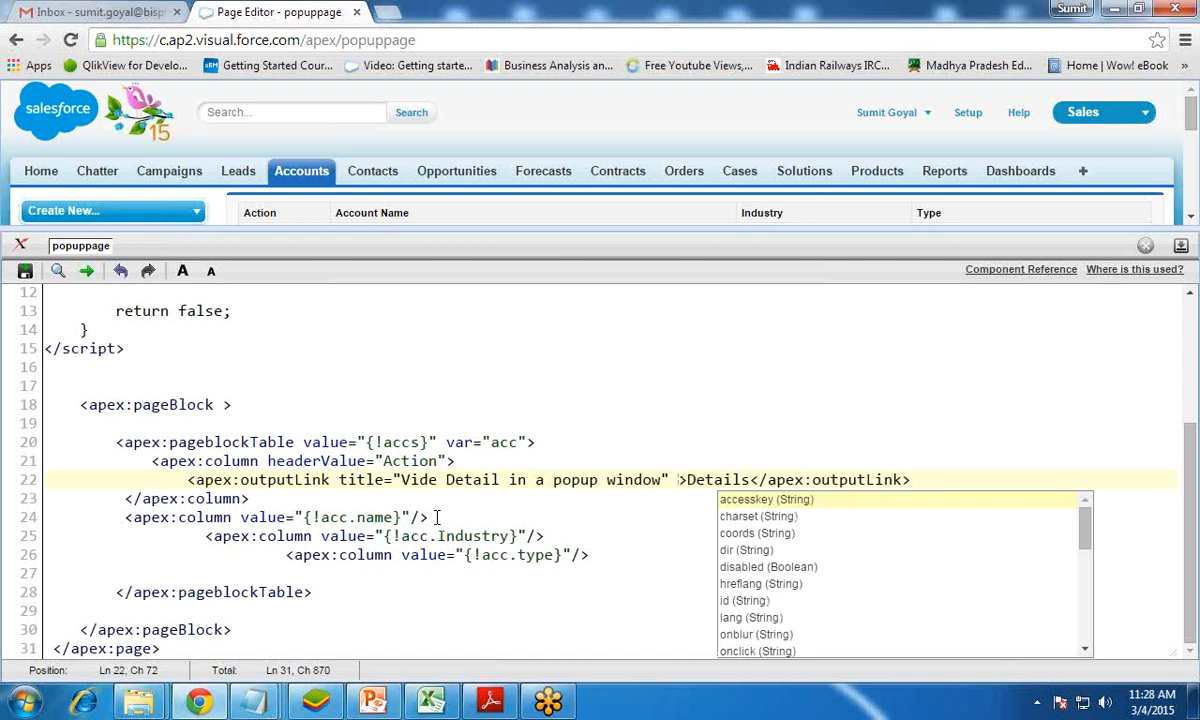 Inbox - sumit.goyal@bisp
Page Editor - popuppage
Sumit
https://c.ap2.visual.force.com/apex/popuppage
Apps
QlikView for Develo...
Getting Started Cour...
Video: Getting starte...
Business Analysis an...
Free Youtube Views,...
Indian Railways IRC...
Madhya Pradesh Ed...
Home | Wow! eBook
»
salesforce
15
Search...
Search
Sumit Goyal
Setup
Help
Sales
Home
Chatter
Campaigns
Leads
Accounts
Contacts
Opportunities
Forecasts
Contracts
Orders
Cases
Solutions
Products
Reports
Dashboards
+
Create New...
Action
Account Name
Industry
Type
popuppage
A
A
Component Reference
Where is this used?
12
13 return false;
14 }
15 </script>
16
17
18 <apex:pageBlock >
19
20 <apex:pageblockTable value="{!accs}" var="acc">
21 <apex:column headerValue="Action">
22 <apex:outputLink title="Vide Detail in a popup window" >Details</apex:outputLink>
23 </apex:column>
24 <apex:column value="{!acc.name}"/>
25 <apex:column value="{!acc.Industry}"/>
26 <apex:column value="{!acc.type}"/>
27
28 </apex:pageblockTable>
29
30 </apex:pageBlock>
31 </apex:page>
accesskey (String)
charset (String)
coords (String)
dir (String)
disabled (Boolean)
hreflang (String)
id (String)
lang (String)
onblur (String)
onclick (String)
Position:
Ln 22, Ch 72
Total:
Ln 31, Ch 870
11:28 AM
3/4/2015